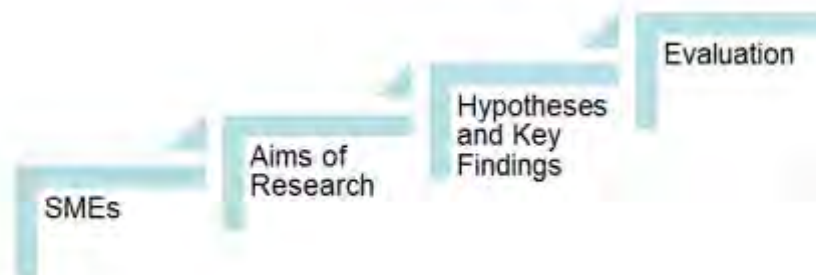 SMEs
Aims of
Research
Hypotheses
and Key
Findings
Evaluation